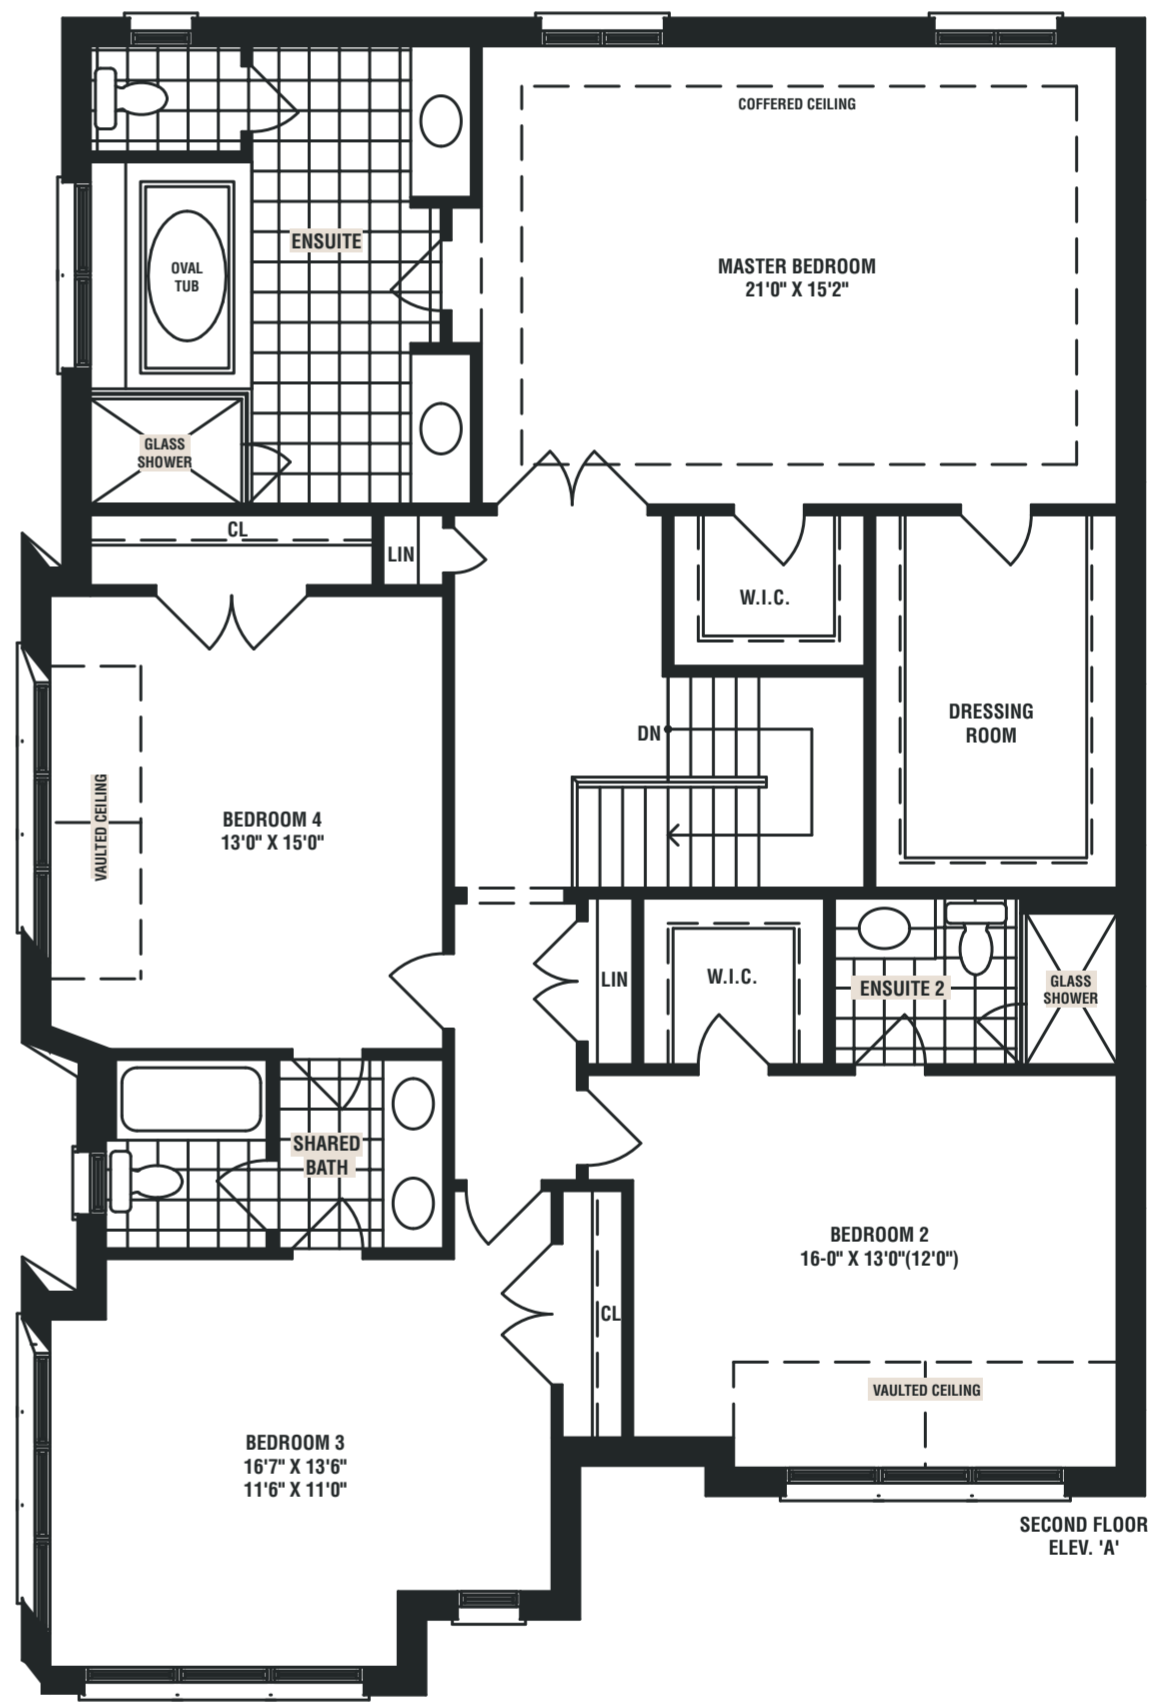 COFFERED CEILING
ENSUITE
OVAL
TUB
MASTER BEDROOM
21'0" X 15'2"
GLASS
SHOWER
CL
LIN
W.I.C.
DRESSING
ROOM
DN
VAULTED CEILING
BEDROOM 4
13'0" X 15'0"
LIN
W.I.C.
ENSUITE 2
GLASS
SHOWER
SHARED
BATH
BEDROOM 2
16-0" X 13'0"(12'0")
CL
VAULTED CEILING
BEDROOM 3
16'7" X 13'6"
11'6" X 11'0"
SECOND FLOOR
ELEV. 'A'